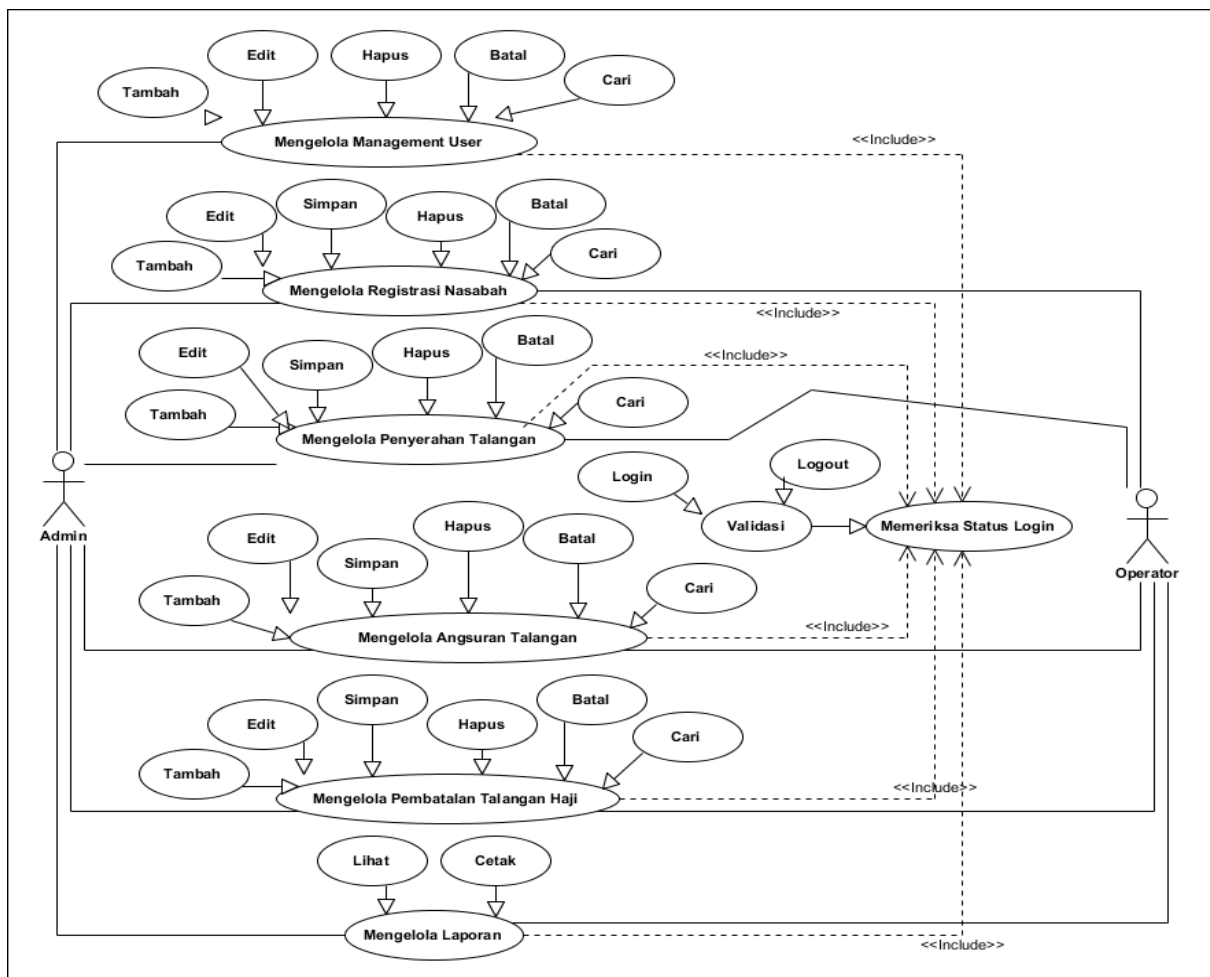 Edit
Hapus
Batal
Cari
Tambah
Mengelola Management User
<<Include>>
Edit
Simpan
Hapus
Batal
Cari
Tambah
Mengelola Registrasi Nasabah
<<Include>>
Edit
Simpan
Hapus
Batal
<<Include>>
Tambah
Cari
Mengelola Penyerahan Talangan
Login
Logout
Validasi
Memeriksa Status Login
Admin
Operator
Edit
Simpan
Hapus
Batal
Cari
Tambah
Mengelola Angsuran Talangan
<<Include>>
Edit
Simpan
Hapus
Batal
Cari
Tambah
Mengelola Pembatalan Talangan Haji
<<Include>>
Lihat
Cetak
Mengelola Laporan
<<Include>>